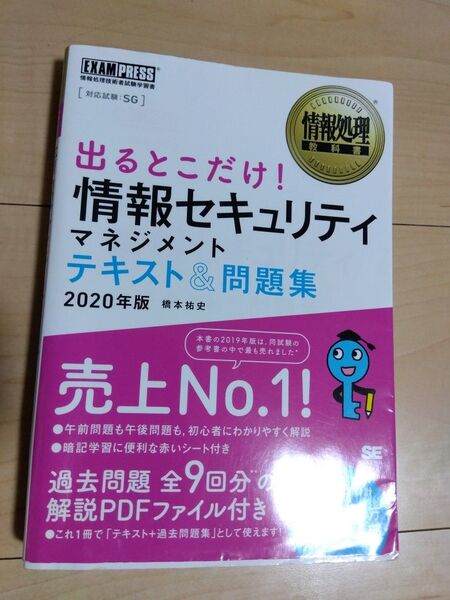 EXAMPRESS®
情報処理技術者試験学習書
[対応試験:SG]
情報処理
教科書
出るとこだけ!
情報セキュリティ
マネジメント
テキスト&問題集
2020年版 橋本祐史
本書の2019年版は、同試験の
参考書の中で最も売れました*
売上No.1!
●午前問題も午後問題も、初心者にわかりやすく解説
●暗記学習に便利な赤いシート付き
過去問題 全9回分の
解説PDFファイル付き
●これ1冊で「テキスト+過去問題集」として使えます!
SE